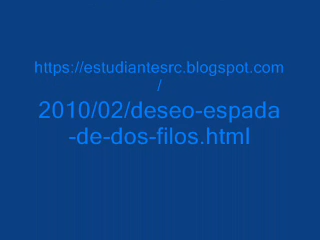 https://estudiantesrc.blogspot.com
/
2010/02/deseo-espada
-de-dos-filos.html